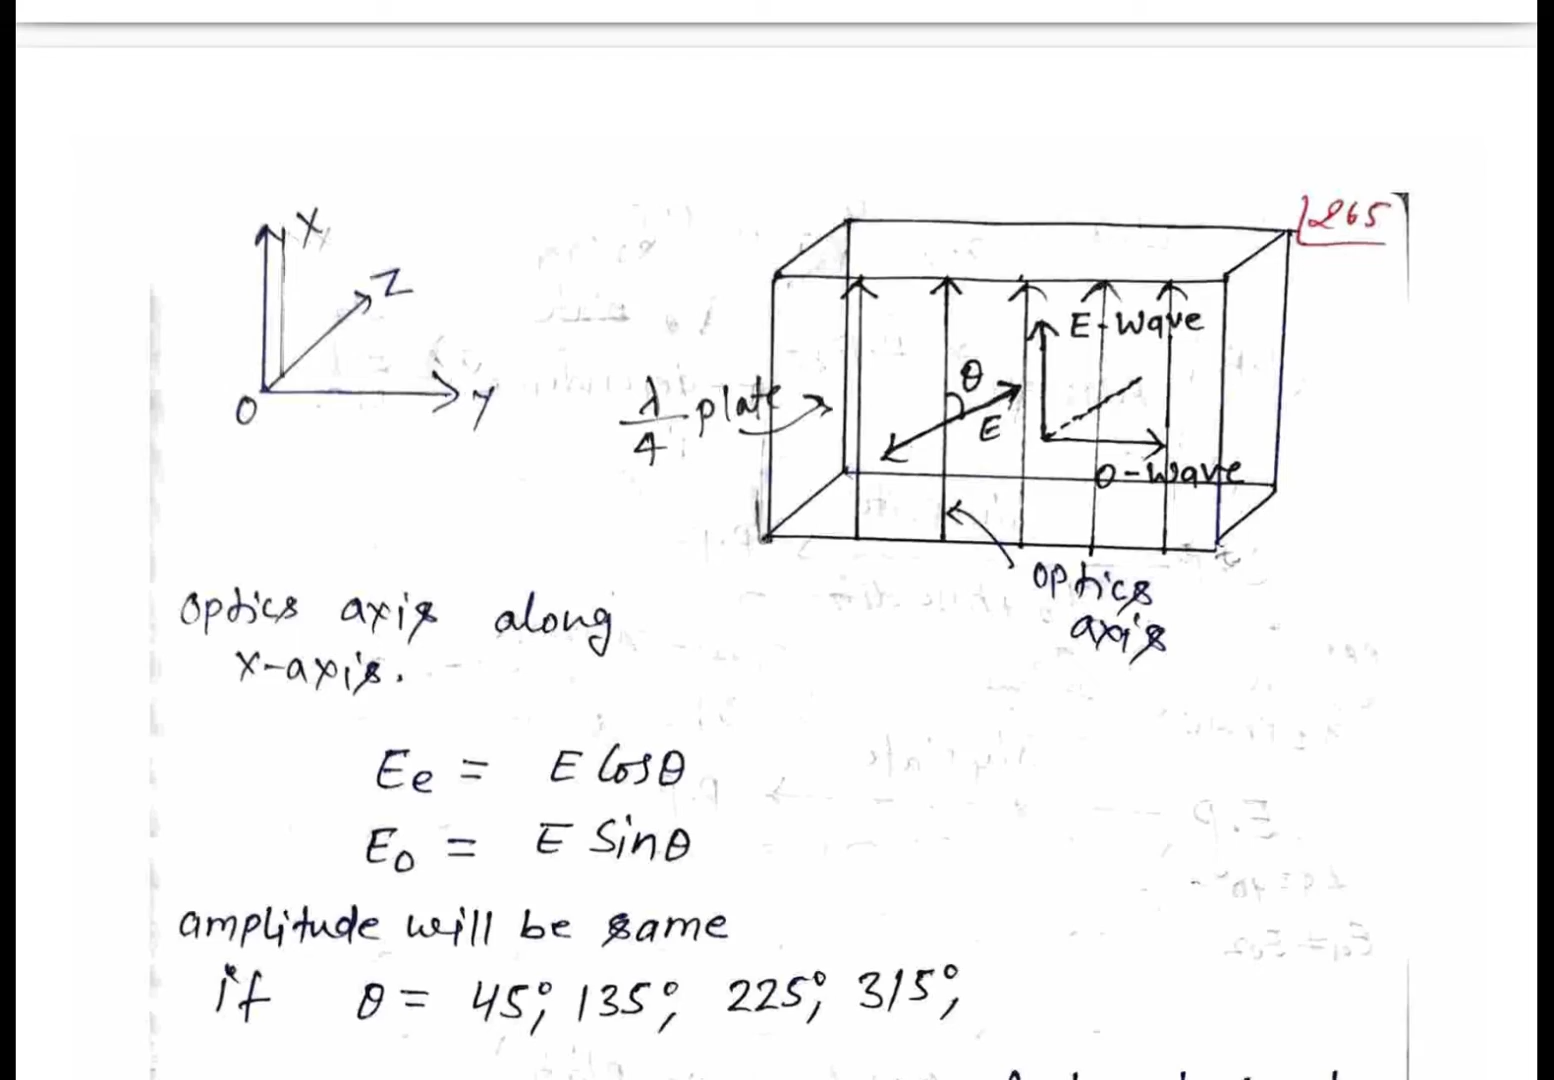 265
X
Z
O
Y
λ/4 plate
θ
E
E-Wave
O-Wave
optics
axis
optics axis along
X-axis.
Ee = E Cosθ
Eo = E Sinθ
amplitude will be same
if θ = 45°, 135°, 225°, 315°,